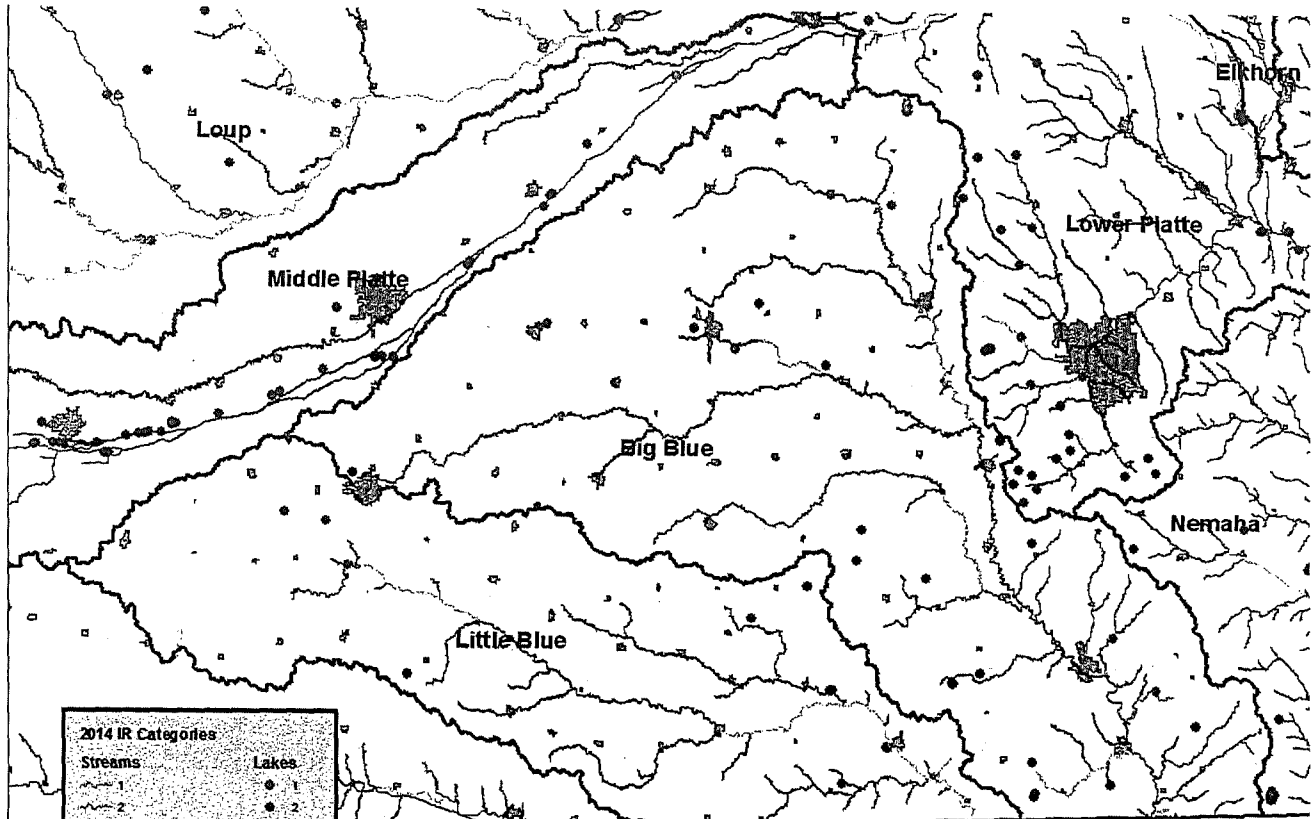 Elkhorn
Loup
Lower Platte
Middle Platte
Big Blue
Nemaha
Little Blue
2014 IR Categories
Streams Lakes
1 1
2 2